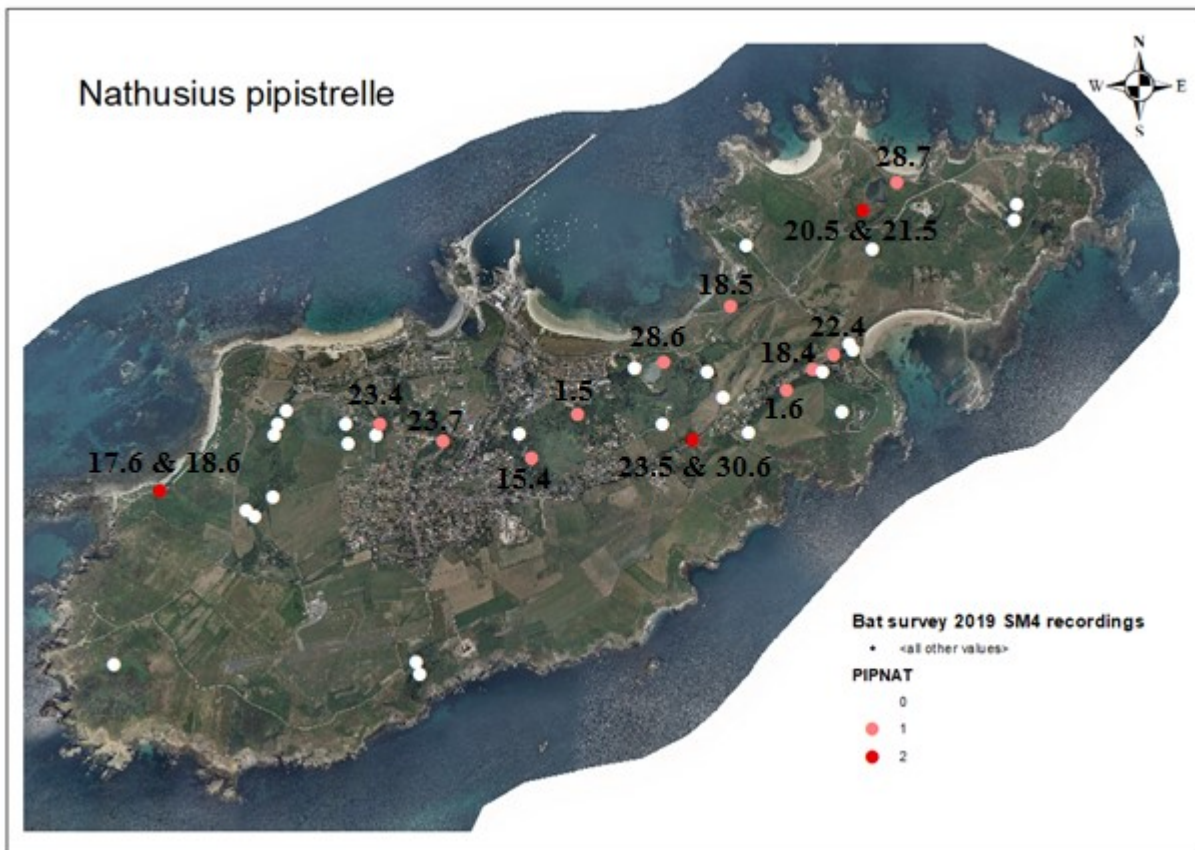 Nathusius pipistrelle
N
W E
S
28.7
20.5 & 21.5
18.5
28.6
22.4
18.4
1.6
1.5
23.4
23.7
15.4
23.5 & 30.6
17.6 & 18.6
Bat survey 2019 SM4 recordings
<all other values>
PIPNAT
0
1
2